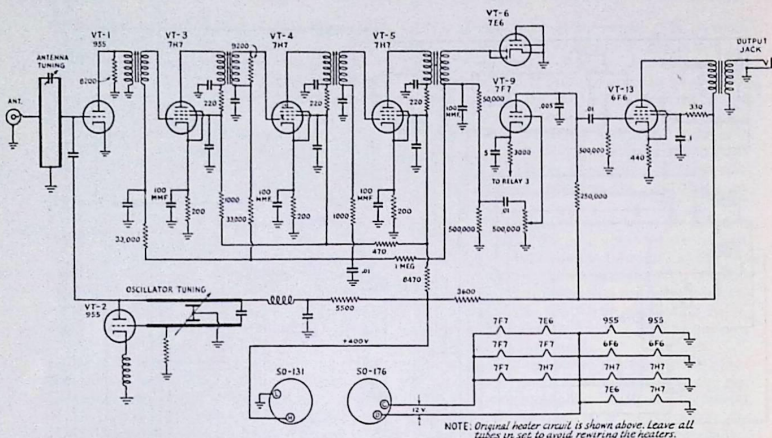 VT-1
955
VT-3
7H7
VT-4
7H7
VT-5
7H7
VT-6
7E6
VT-9
7F7
VT-13
6F6
OUTPUT
JACK
ANTENNA
TUNING
ANT.
8200
8200
220
220
220
100
MMF.
50,000
.005
.01
330
5
3000
TO RELAY 3
500,000
440
.1
100
MMF
200
1000
33,000
100
MMF
200
1000
100
MMF
200
.01
500,000
500,000
250,000
33,000
470
1 MEG
.01
8470
OSCILLATOR TUNING
VT-2
955
5500
3600
+400V
SO-131
L
H
SO-176
C
D
12 V
7F7 7E6 955 955
7F7 7F7 6F6 6F6
7F7 7H7 7H7 7H7
7E6 7H7
NOTE: Original heater circuit is shown above. Leave all
tubes in set to avoid rewiring the heaters.